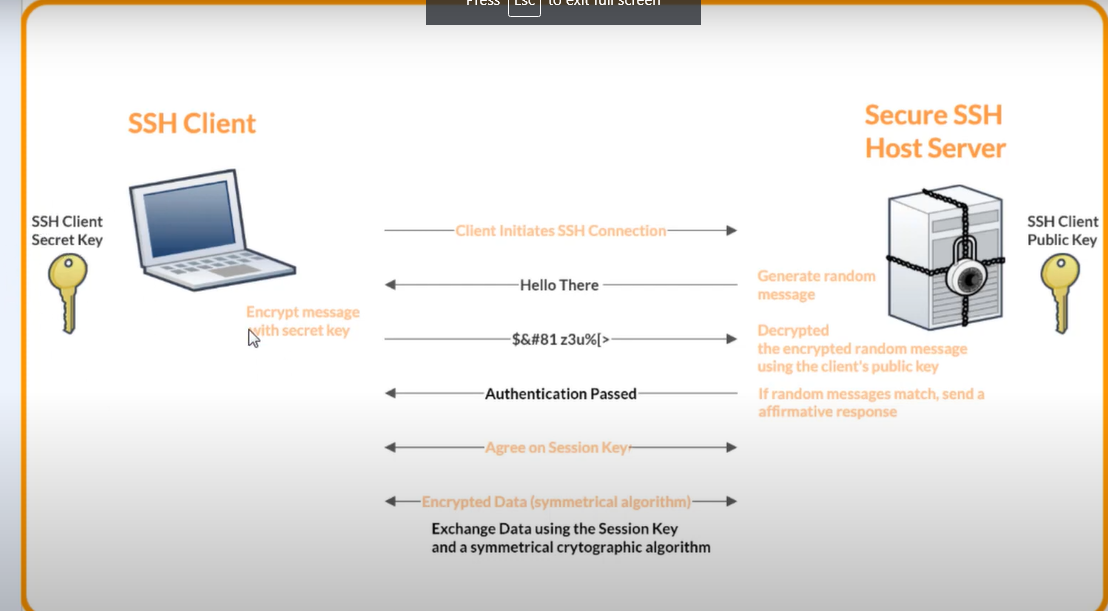 Press Esc to exit full screen
SSH Client
Secure SSH
Host Server
SSH Client
Secret Key
SSH Client
Public Key
Client Initiates SSH Connection
Hello There
Generate random
message
Encrypt message
with secret key
$&#81 z3u%[>
Decrypted
the encrypted random message
using the client's public key
Authentication Passed
If random messages match, send a
affirmative response
Agree on Session Key
Encrypted Data (symmetrical algorithm)
Exchange Data using the Session Key
and a symmetrical crytographic algorithm